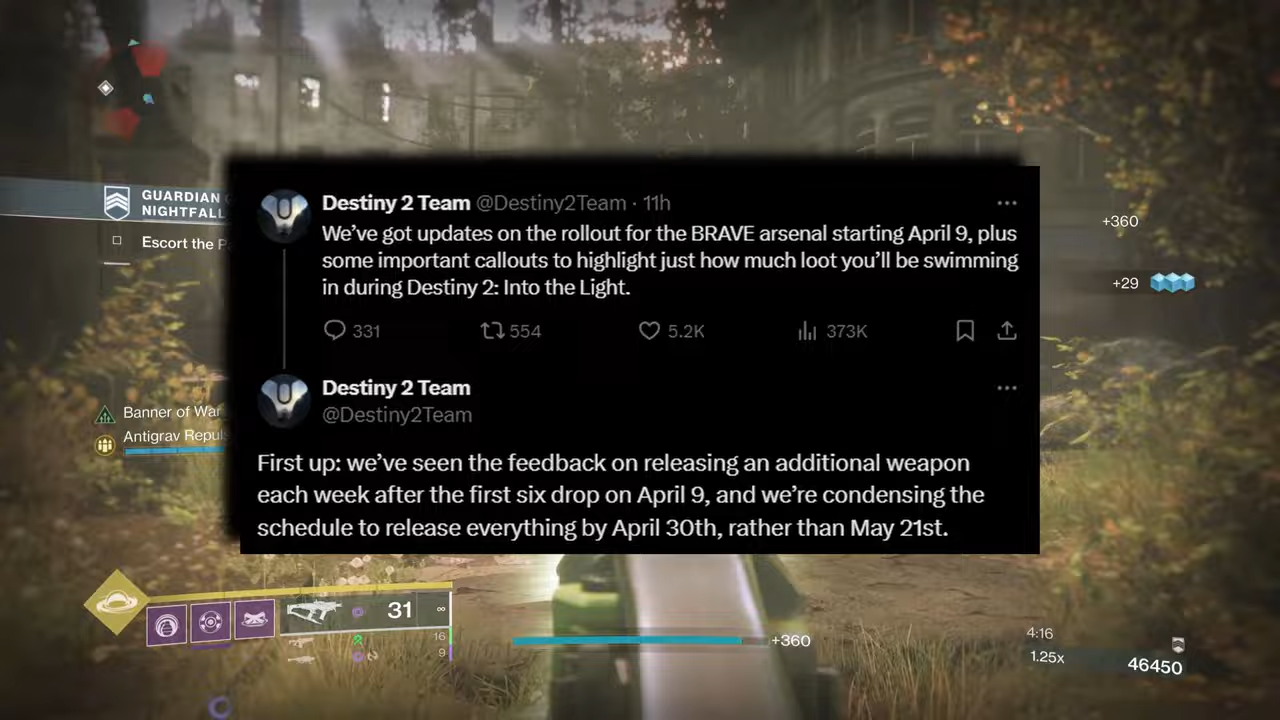 GUARDIAN
NIGHTFALL
Escort the
+360
+29
Destiny 2 Team @Destiny2Team · 11h
We've got updates on the rollout for the BRAVE arsenal starting April 9, plus
some important callouts to highlight just how much loot you'll be swimming
in during Destiny 2: Into the Light.
331
554
5.2K
373K
Destiny 2 Team
@Destiny2Team
Banner of War
Antigrav Repuls
First up: we've seen the feedback on releasing an additional weapon
each week after the first six drop on April 9, and we're condensing the
schedule to release everything by April 30th, rather than May 21st.
31
∞
16
9
+360
4:16
1.25x
46450